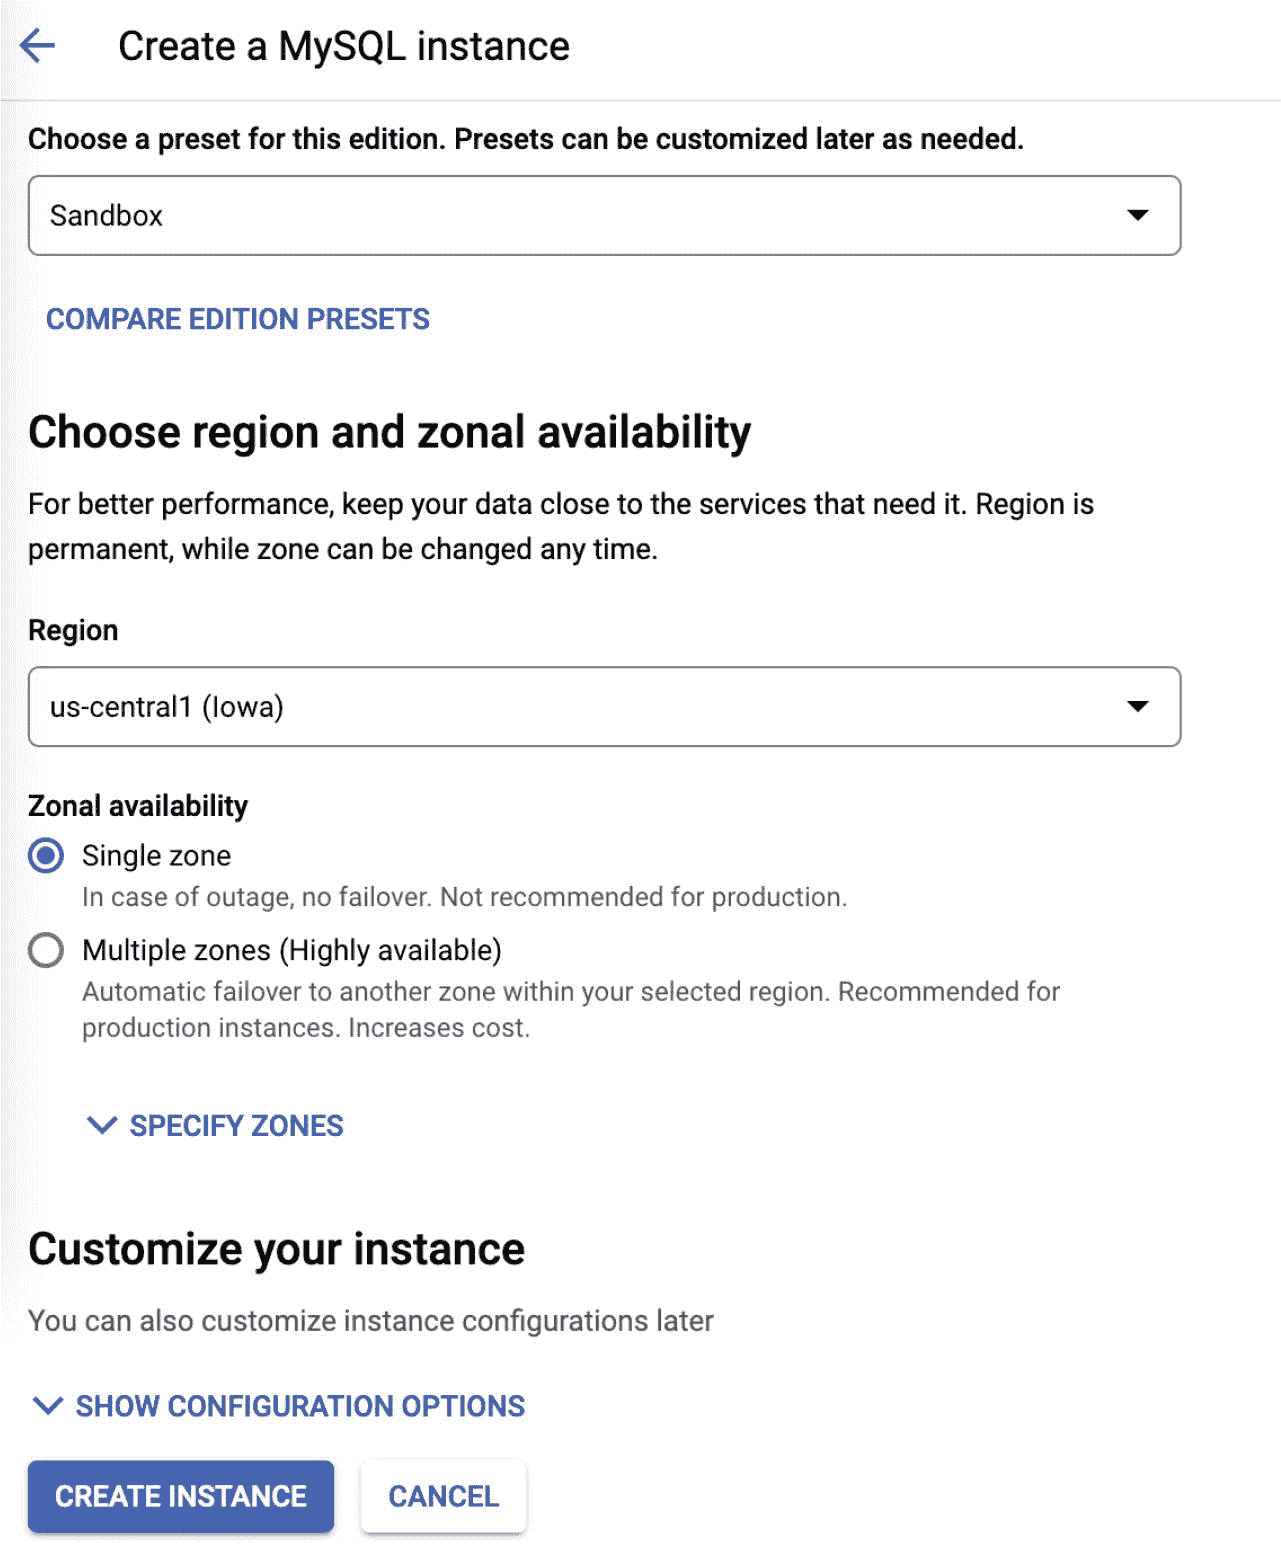 Create a MySQL instance
Choose a preset for this edition. Presets can be customized later as needed.
Sandbox
COMPARE EDITION PRESETS
Choose region and zonal availability
For better performance, keep your data close to the services that need it. Region is
permanent, while zone can be changed any time.
Region
us-central1 (Iowa)
Zonal availability
Single zone
In case of outage, no failover. Not recommended for production.
Multiple zones (Highly available)
Automatic failover to another zone within your selected region. Recommended for
production instances. Increases cost.
SPECIFY ZONES
Customize your instance
You can also customize instance configurations later
SHOW CONFIGURATION OPTIONS
CREATE INSTANCE CANCEL